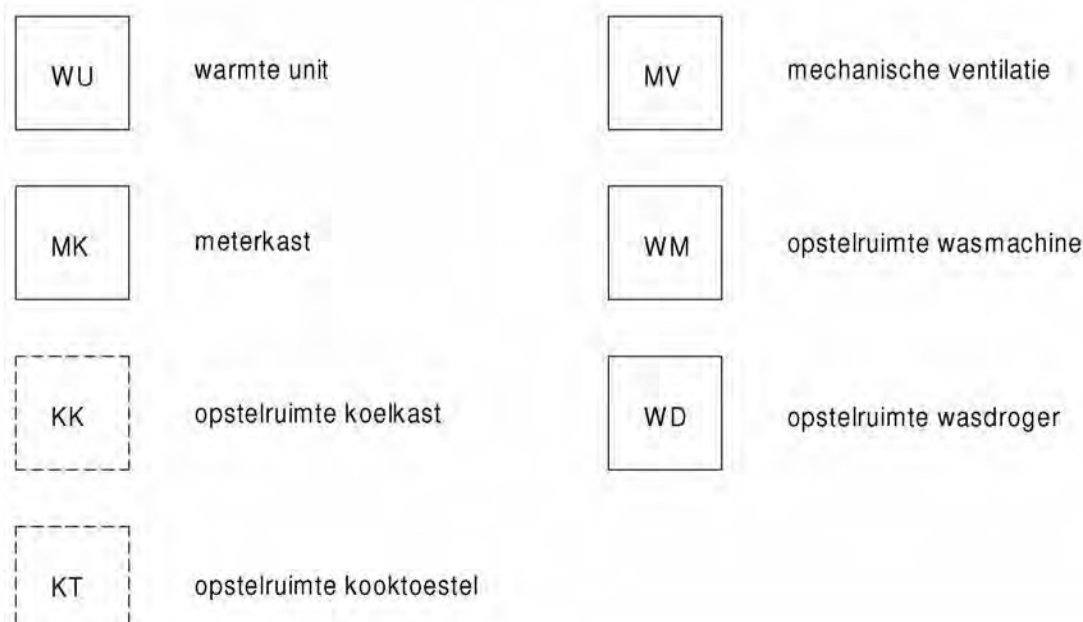 WU warmte unit
MK meterkast
KK opstelruimte koelkast
KT opstelruimte kooktoestel
MV mechanische ventilatie
WM opstelruimte wasmachine
WD opstelruimte wasdroger